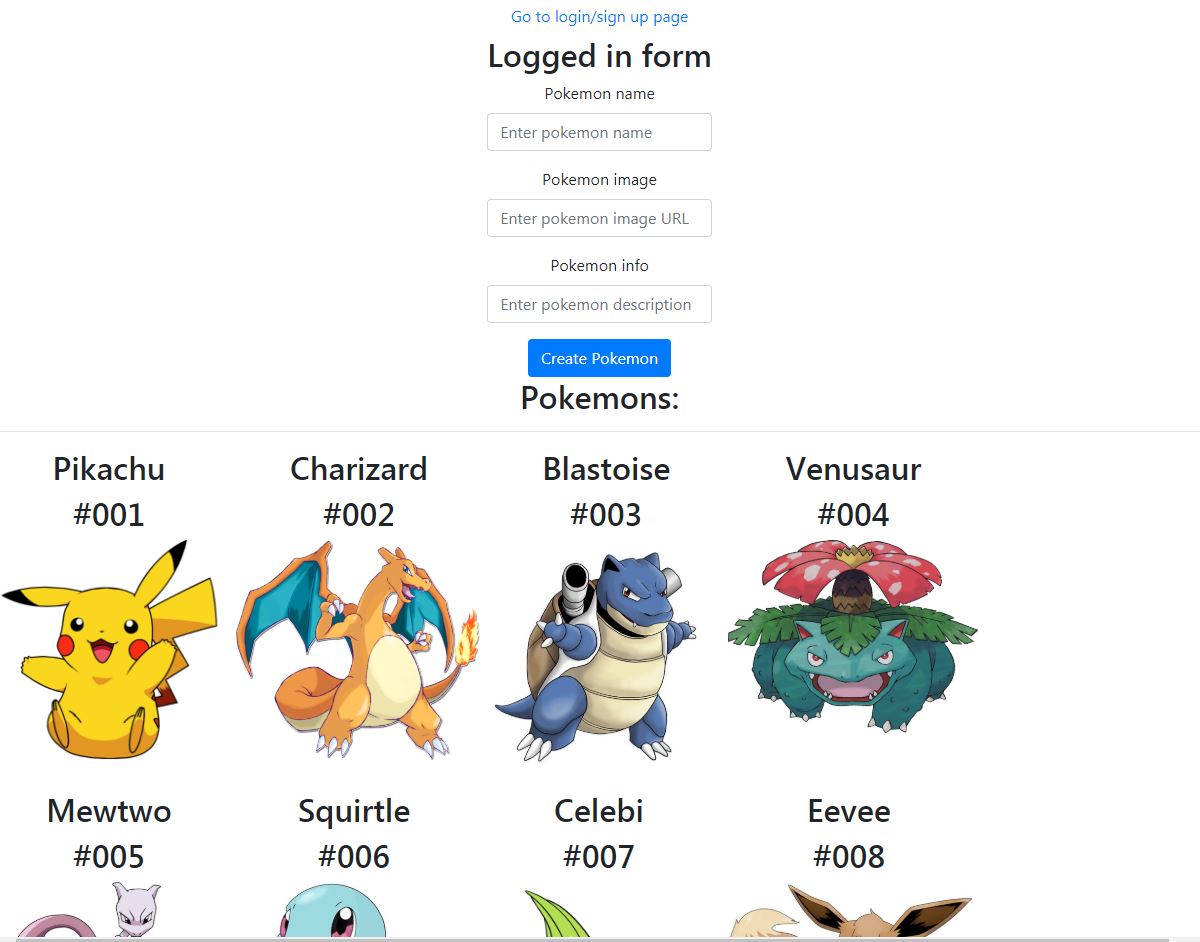 Go to login/sign up page
Logged in form
Pokemon name
Enter pokemon name
Pokemon image
Enter pokemon image URL
Pokemon info
Enter pokemon description
Create Pokemon
Pokemons:
Pikachu Charizard Blastoise Venusaur
#001 #002 #003 #004
Mewtwo Squirtle Celebi Eevee
#005 #006 #007 #008